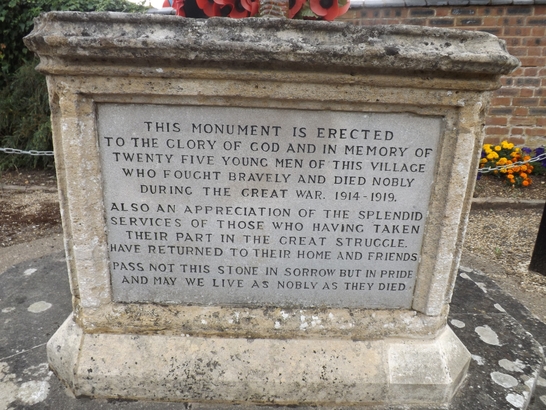 THIS MONUMENT IS ERECTED
TO THE GLORY OF GOD AND IN MEMORY OF
TWENTY FIVE YOUNG MEN OF THIS VILLAGE
WHO FOUGHT BRAVELY AND DIED NOBLY
DURING THE GREAT WAR. 1914-1919.
ALSO AN APPRECIATION OF THE SPLENDID
SERVICES OF THOSE WHO HAVING TAKEN
THEIR PART IN THE GREAT STRUGGLE.
HAVE RETURNED TO THEIR HOME AND FRIENDS
PASS NOT THIS STONE IN SORROW BUT IN PRIDE
AND MAY WE LIVE AS NOBLY AS THEY DIED